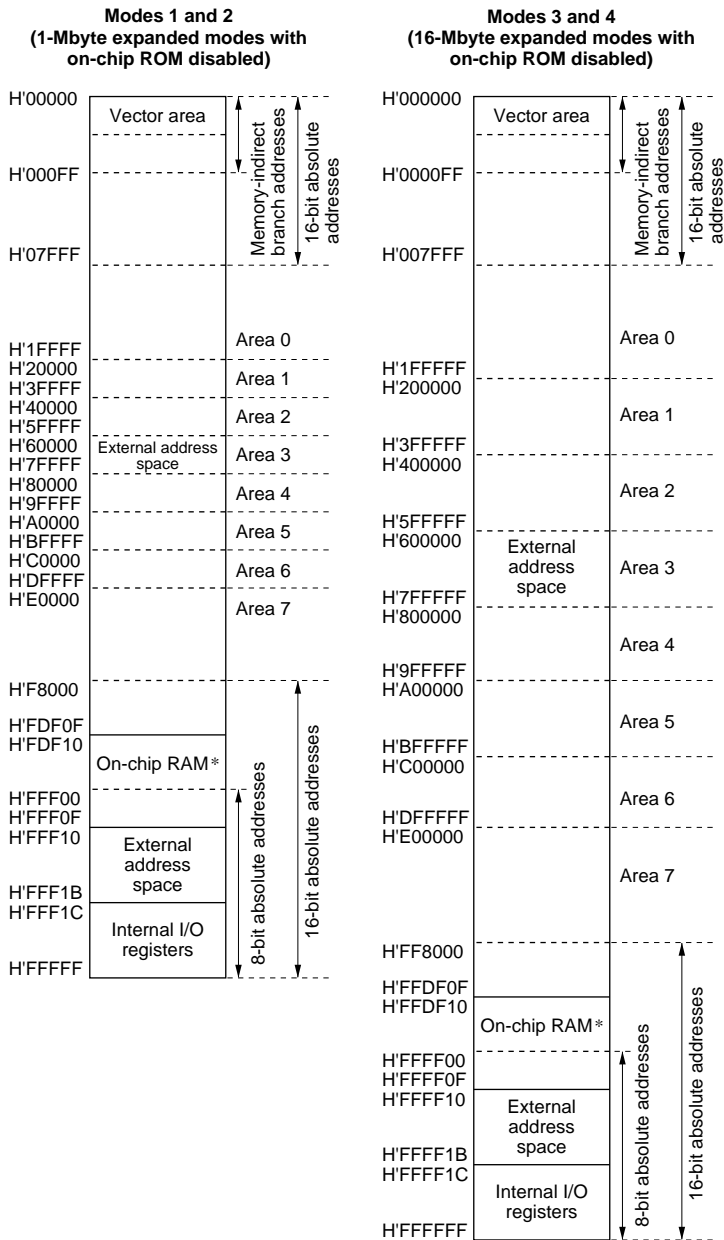 Modes 1 and 2
(1-Mbyte expanded modes with
on-chip ROM disabled)
H'00000
Vector area
H'000FF
Memory-indirect
branch addresses
16-bit absolute
addresses
H'07FFF
Area 0
H'1FFFF
H'20000
Area 1
H'3FFFF
H'40000
Area 2
H'5FFFF
H'60000
External address
space
Area 3
H'7FFFF
H'80000
Area 4
H'9FFFF
H'A0000
Area 5
H'BFFFF
H'C0000
Area 6
H'DFFFF
H'E0000
Area 7
H'F8000
H'FDF0F
H'FDF10
On-chip RAM*
H'FFF00
H'FFF0F
H'FFF10
External
address
space
H'FFF1B
H'FFF1C
Internal I/O
registers
H'FFFFF
8-bit absolute addresses
16-bit absolute addresses
Modes 3 and 4
(16-Mbyte expanded modes with
on-chip ROM disabled)
H'000000
Vector area
H'0000FF
Memory-indirect
branch addresses
16-bit absolute
addresses
H'007FFF
Area 0
H'1FFFFF
H'200000
Area 1
H'3FFFFF
H'400000
Area 2
H'5FFFFF
H'600000
External
address
space
Area 3
H'7FFFFF
H'800000
Area 4
H'9FFFFF
H'A00000
Area 5
H'BFFFFF
H'C00000
Area 6
H'DFFFFF
H'E00000
Area 7
H'FF8000
H'FFDF0F
H'FFDF10
On-chip RAM*
H'FFFF00
H'FFFF0F
H'FFFF10
External
address
space
H'FFFF1B
H'FFFF1C
Internal I/O
registers
H'FFFFFF
8-bit absolute addresses
16-bit absolute addresses